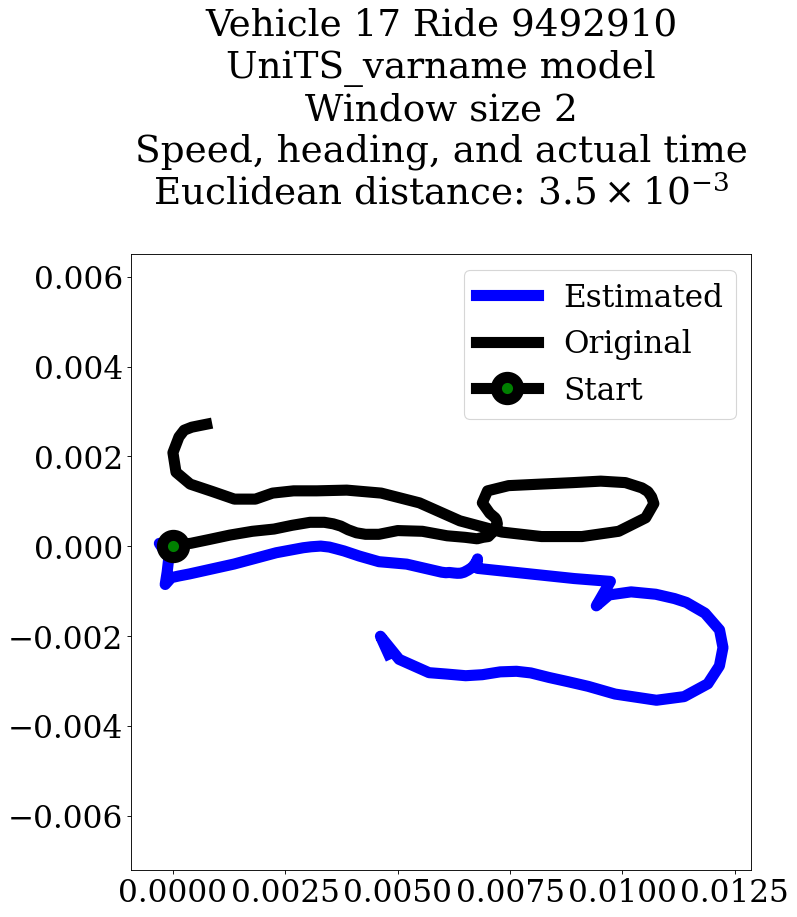 Vehicle 17 Ride 9492910
UniTS_varname model
Window size 2
Speed, heading, and actual time
Euclidean distance: $3.5 \times 10^{-3}$
Estimated
Original
Start
0.006
0.004
0.002
0.000
−0.002
−0.004
−0.006
0.0000 0.0025 0.0050 0.0075 0.0100 0.0125